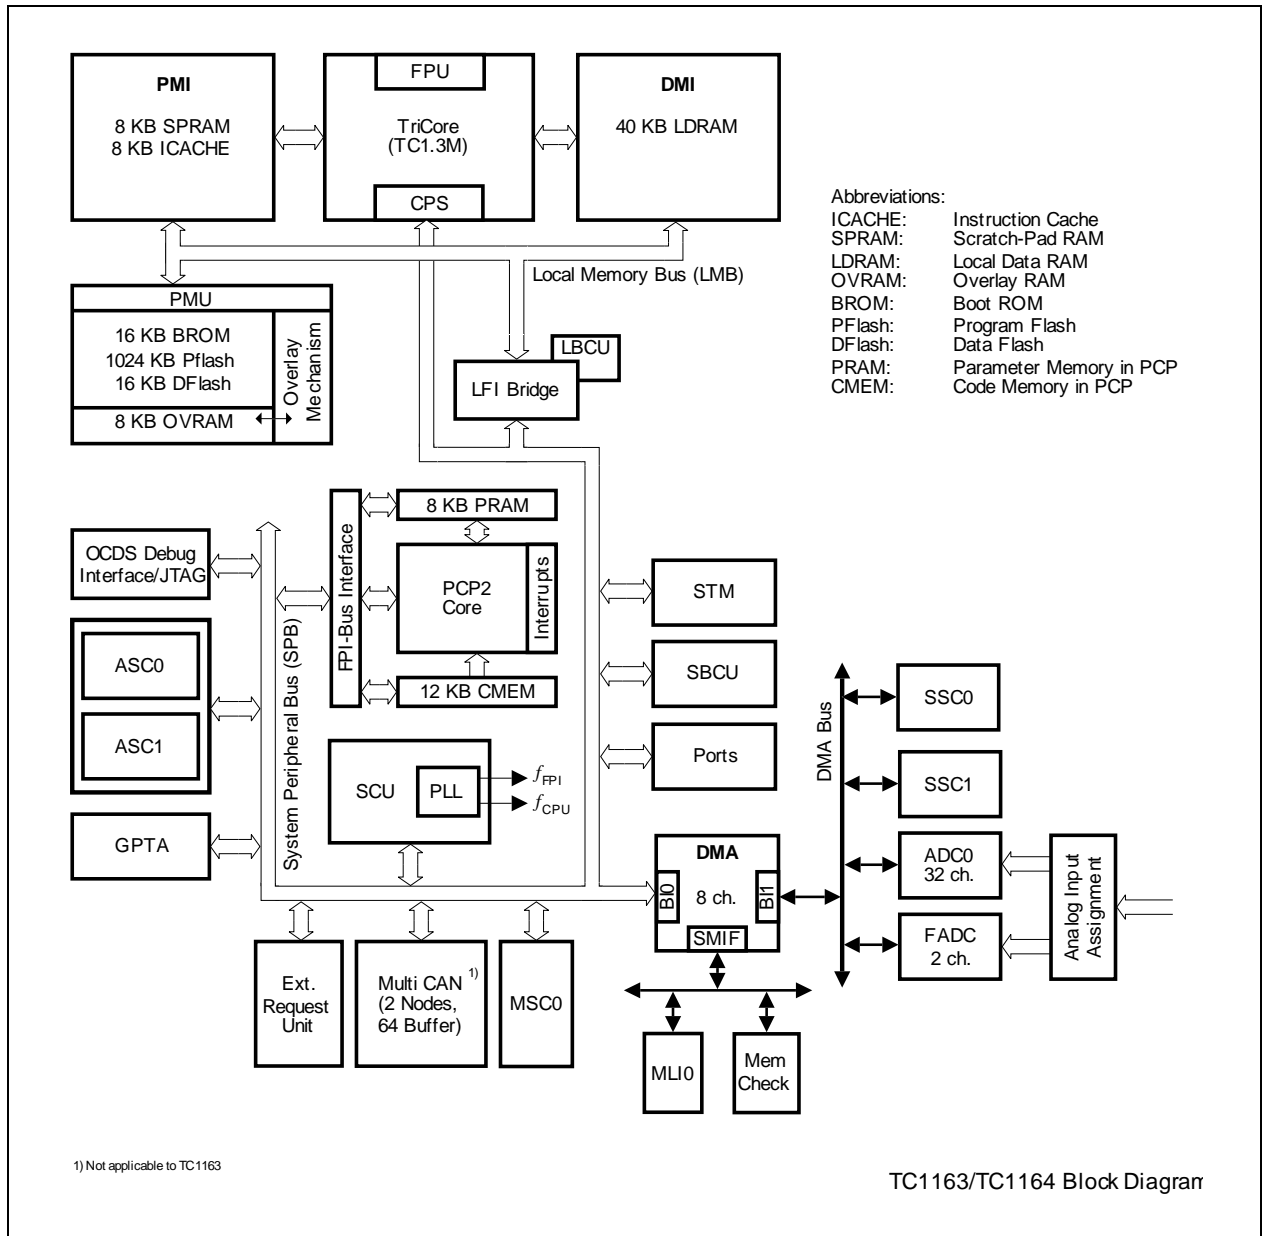 PMI
8 KB SPRAM
8 KB ICACHE
FPU
TriCore
(TC1.3M)
CPS
DMI
40 KB LDRAM
Abbreviations:
ICACHE: Instruction Cache
SPRAM: Scratch-Pad RAM
LDRAM: Local Data RAM
OVRAM: Overlay RAM
BROM: Boot ROM
PFlash: Program Flash
DFlash: Data Flash
PRAM: Parameter Memory in PCP
CMEM: Code Memory in PCP
Local Memory Bus (LMB)
PMU
16 KB BROM
1024 KB Pflash
16 KB DFlash
8 KB OVRAM
Overlay
Mechanism
LBCU
LFI Bridge
OCDS Debug
Interface/JTAG
ASC0
ASC1
GPTA
System Peripheral Bus (SPB)
FPI-Bus Interface
8 KB PRAM
PCP2
Core
Interrupts
12 KB CMEM
SCU
PLL
fFPI
fCPU
STM
SBCU
Ports
DMA
BI0
8 ch.
BI1
SMIF
DMA Bus
SSC0
SSC1
ADC0
32 ch.
FADC
2 ch.
Analog Input
Assignment
Ext.
Request
Unit
Multi CAN 1)
(2 Nodes,
64 Buffer)
MSC0
MLI0
Mem
Check
1) Not applicable to TC1163
TC1163/TC1164 Block Diagram